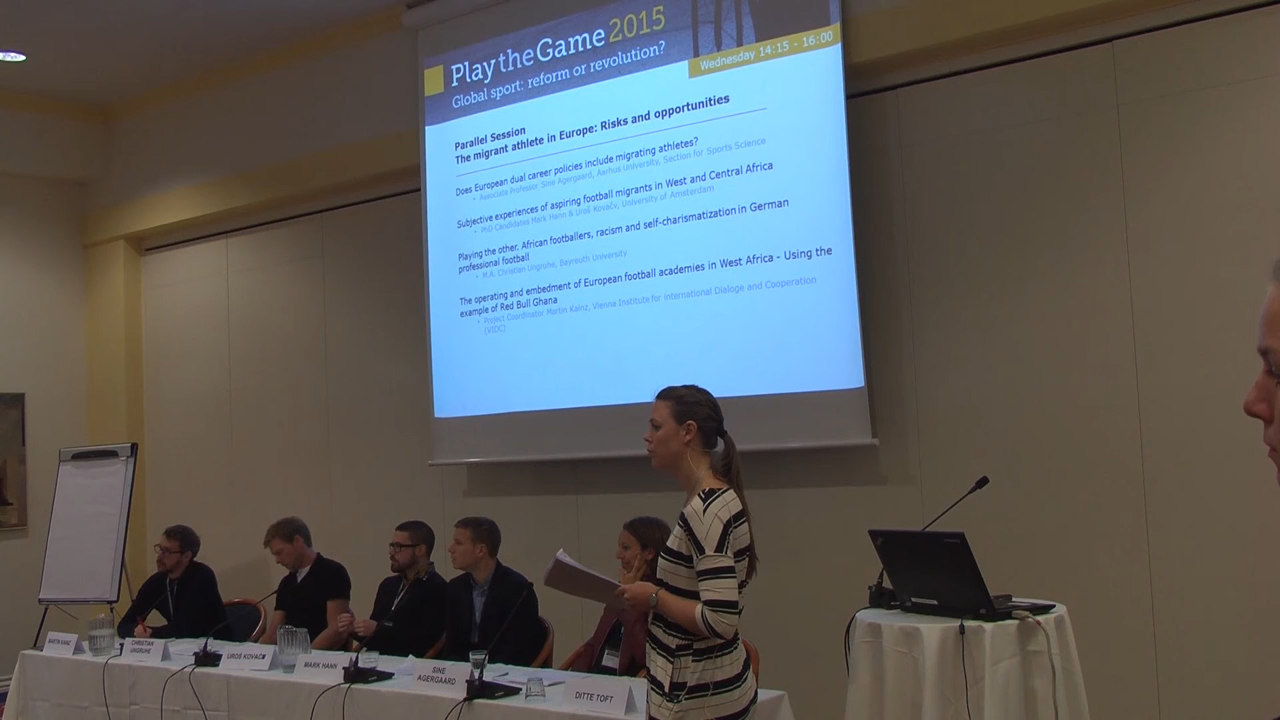 Play the Game 2015
Global sport: reform or revolution?
Wednesday 14:15 - 16:00
Parallel Session
The migrant athlete in Europe: Risks and opportunities
Does European dual career policies include migrating athletes?
• Associate Professor Sine Agergaard, Aarhus University, Section for Sports Science
Subjective experiences of aspiring football migrants in West and Central Africa
• PhD Candidates Mark Hann & Uroš Kovačv, University of Amsterdam
Playing the other. African footballers, racism and self-charismatization in German
professional football
• M.A. Christian Ungruhe, Bayreuth University
The operating and embedment of European football academies in West Africa - Using the
example of Red Bull Ghana
• Project Coordinator Martin Kainz, Vienna Institute for International Dialoge and Cooperation
(VIDC)
MARTIN KAINZ
CHRISTIAN
UNGRUHE
UROŠ KOVAČ
MARK HANN
SINE
AGERGAARD
DITTE TOFT